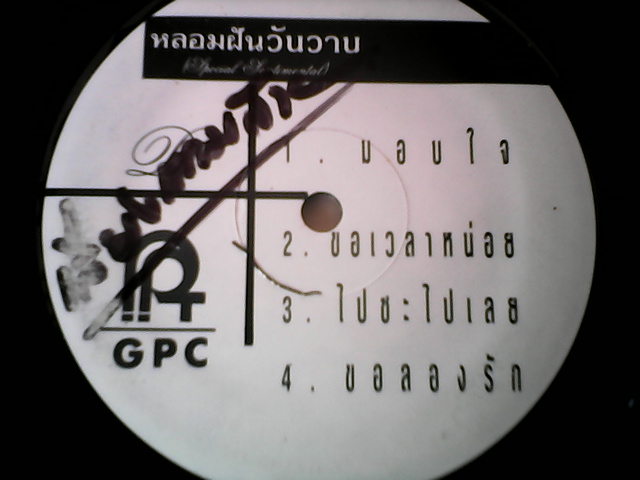 หลอมฝันวันวาน
(Special Sentimental)
1. มอบใจ
2. ขอเวลาหน่อย
3. ไปซะไปเลย
4. ขอลองรัก
GPC